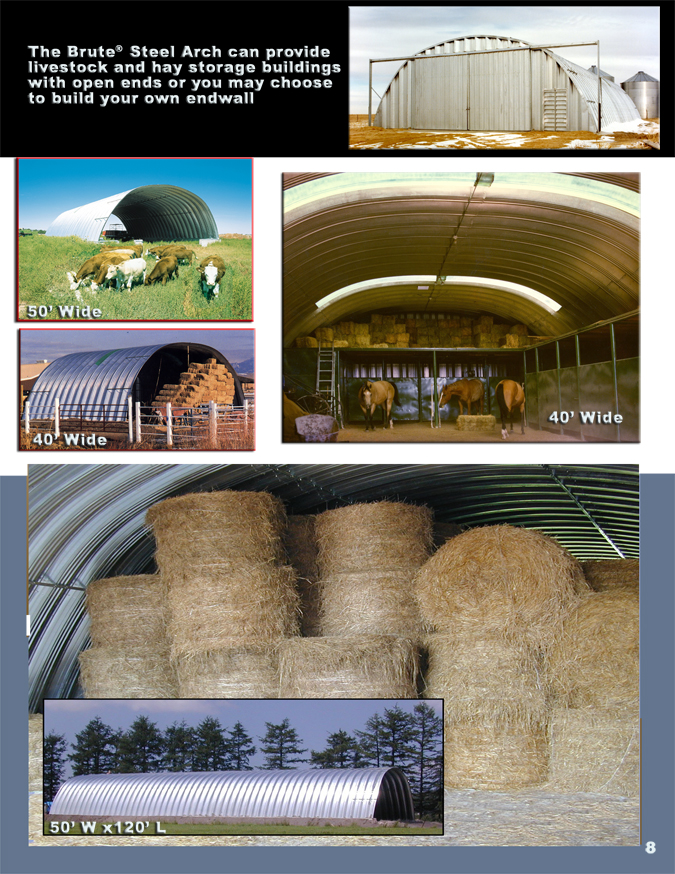 The Brute® Steel Arch can provide
livestock and hay storage buildings
with open ends or you may choose
to build your own endwall
50’ Wide
40’ Wide
40’ Wide
50’ W x120’ L
8